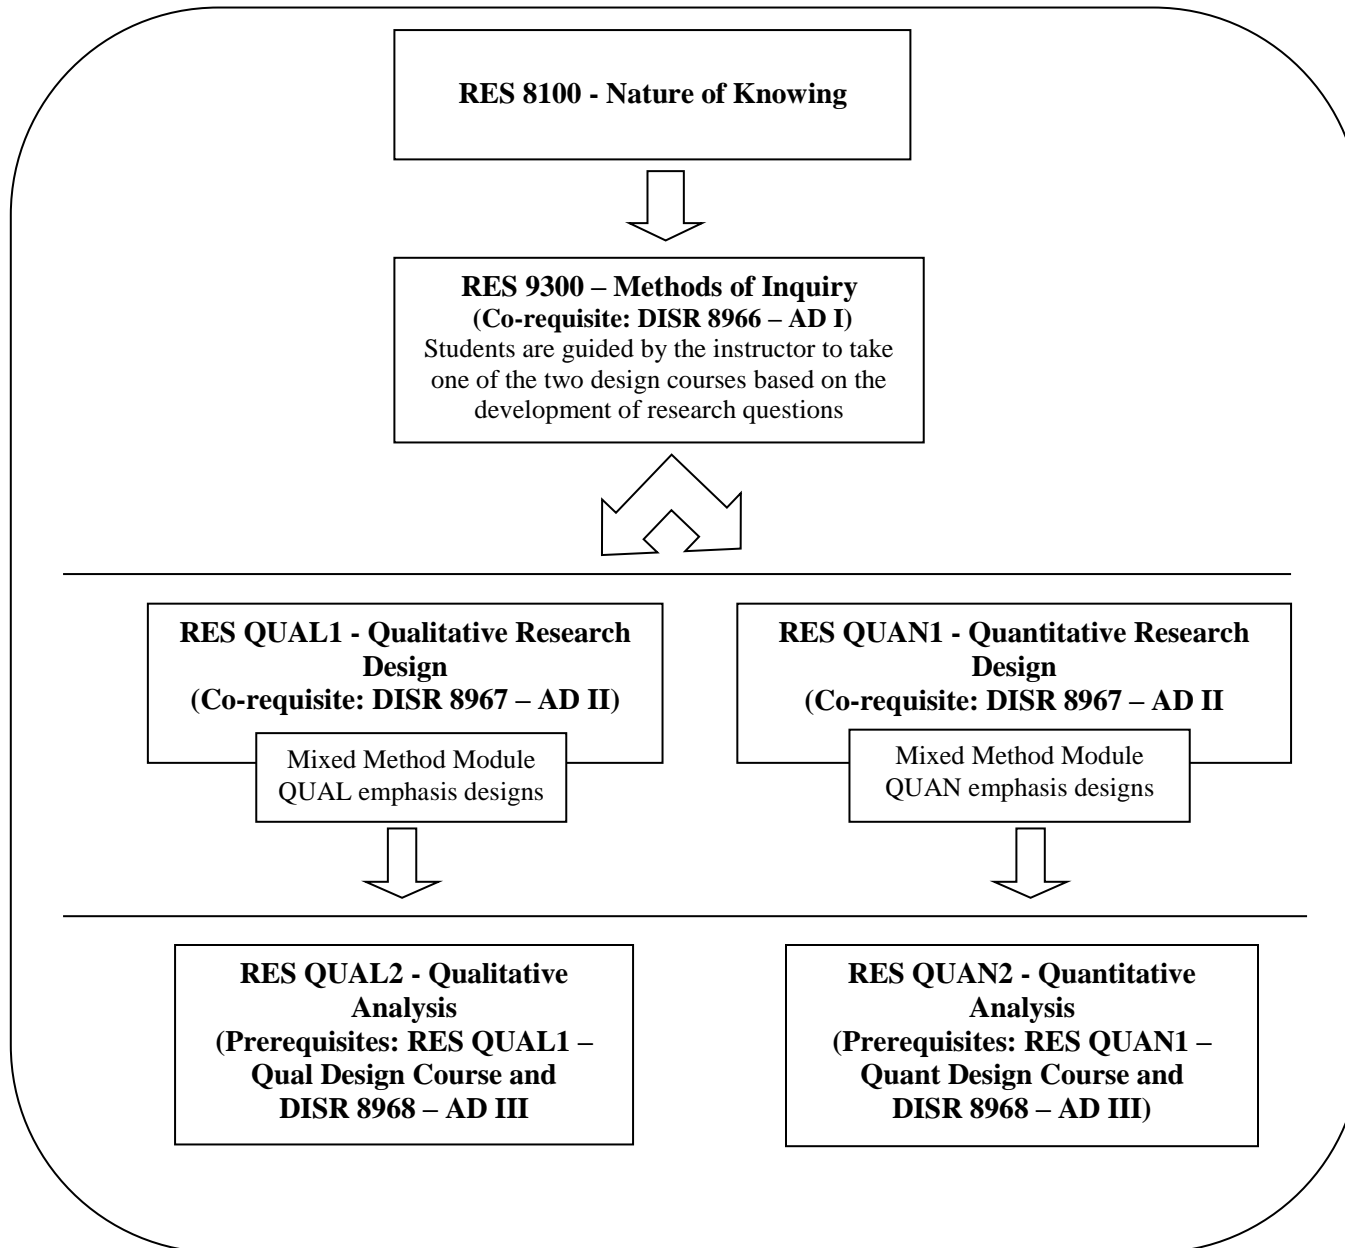 RES 8100 - Nature of Knowing
RES 9300 – Methods of Inquiry
(Co-requisite: DISR 8966 – AD I)
Students are guided by the instructor to take
one of the two design courses based on the
development of research questions
RES QUAL1 - Qualitative Research
Design
(Co-requisite: DISR 8967 – AD II)
Mixed Method Module
QUAL emphasis designs
RES QUAN1 - Quantitative Research
Design
(Co-requisite: DISR 8967 – AD II
Mixed Method Module
QUAN emphasis designs
RES QUAL2 - Qualitative
Analysis
(Prerequisites: RES QUAL1 –
Qual Design Course and
DISR 8968 – AD III
RES QUAN2 - Quantitative
Analysis
(Prerequisites: RES QUAN1 –
Quant Design Course and
DISR 8968 – AD III)